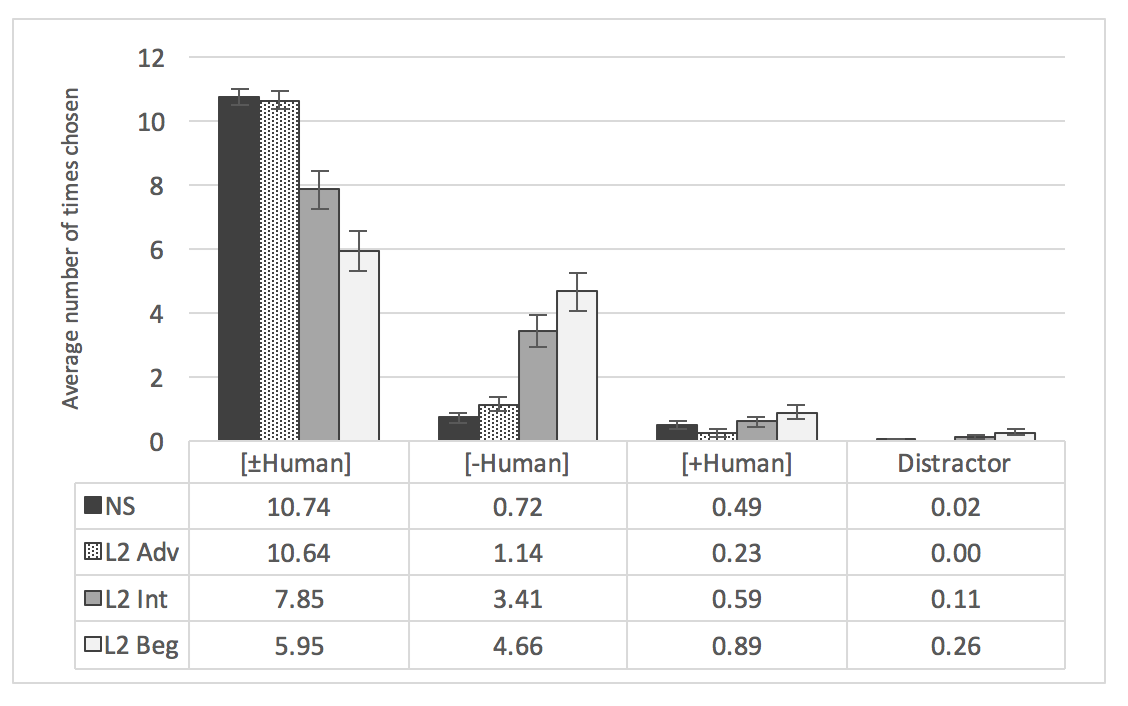 Average number of times chosen
12
10
8
6
4
2
0
[±Human] [-Human] [+Human] Distractor
NS 10.74 0.72 0.49 0.02
L2 Adv 10.64 1.14 0.23 0.00
L2 Int 7.85 3.41 0.59 0.11
L2 Beg 5.95 4.66 0.89 0.26